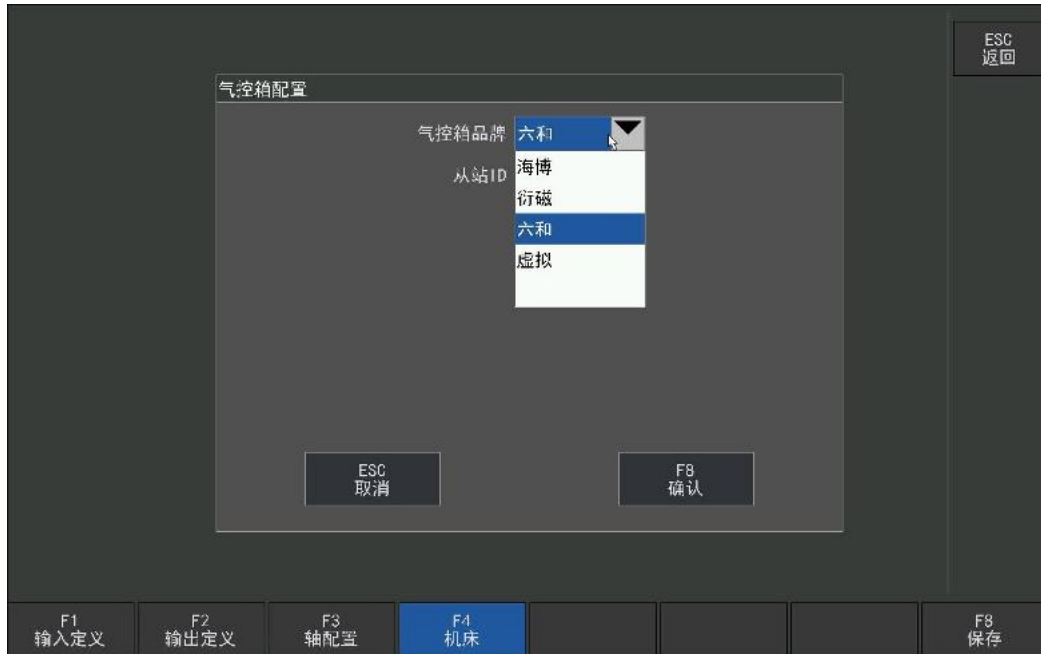 ESC
返回
气控箱配置
气控箱品牌 六和
从站ID
海博
衍磁
六和
虚拟
ESC
取消
F8
确认
F1
输入定义
F2
输出定义
F3
轴配置
F4
机床
F8
保存